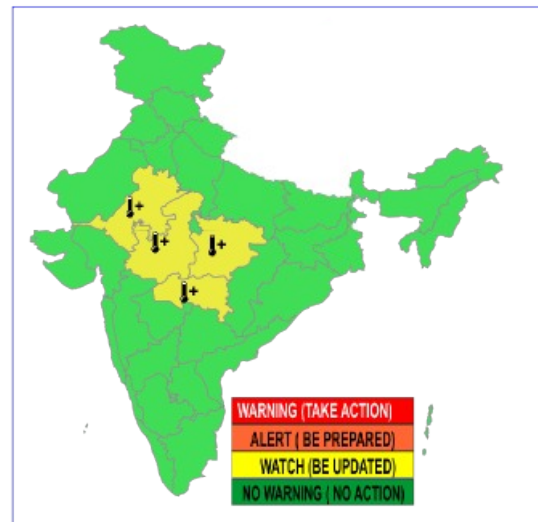 +
+
+
+
WARNING (TAKE ACTION)
ALERT ( BE PREPARED)
WATCH (BE UPDATED)
NO WARNING ( NO ACTION)